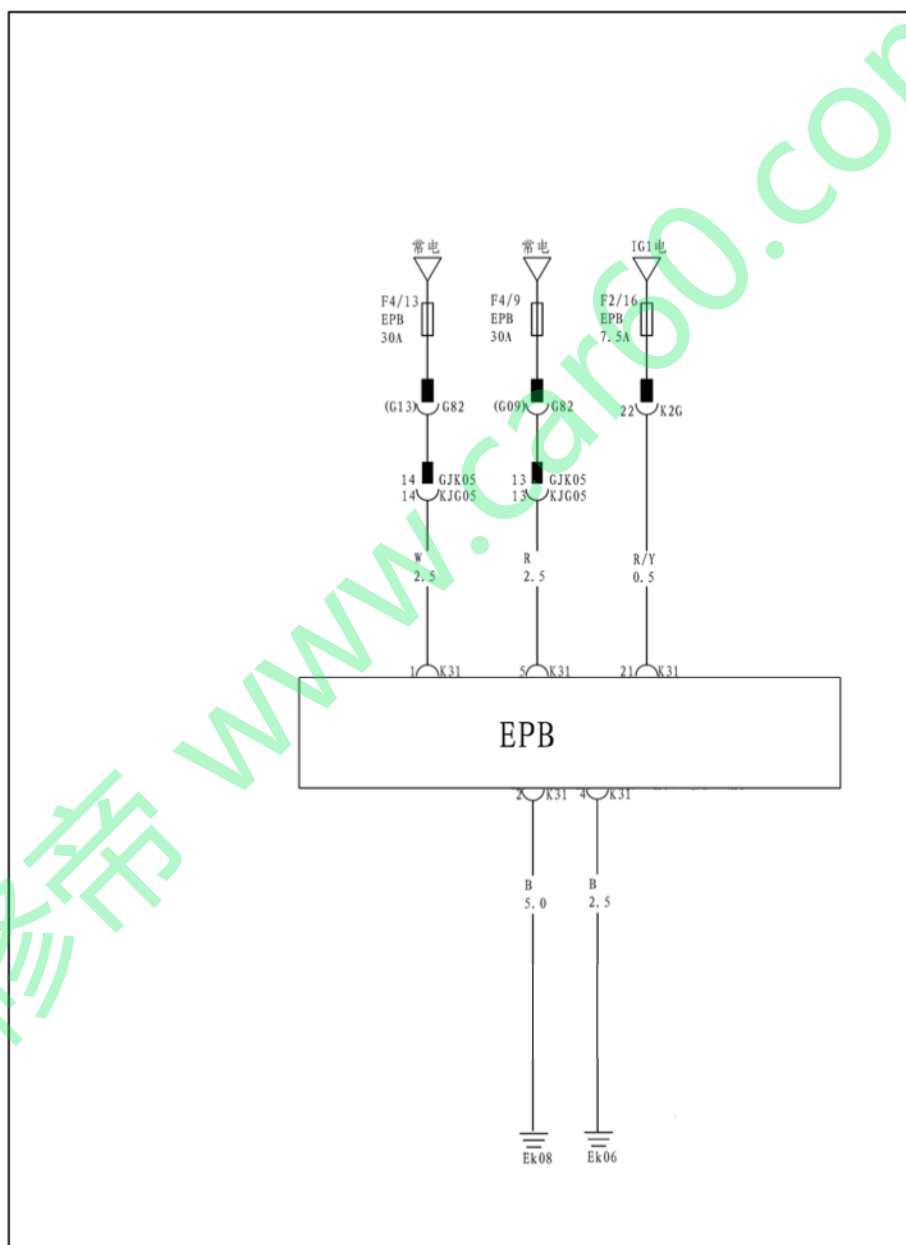 常电 常电 IG1电
F4/13 F4/9 F2/16
EPB EPB EPB
30A 30A 7.5A
(G13) G82 (G09) G82 22 K2G
14 GJK05 13 GJK05
14 KJG05 13 KJG05
W R R/Y
2.5 2.5 0.5
1 K31 5 K31 21 K31
EPB
2 K31 4 K31
B B
5.0 2.5
Ek08 Ek06
修帝 www.car60.com